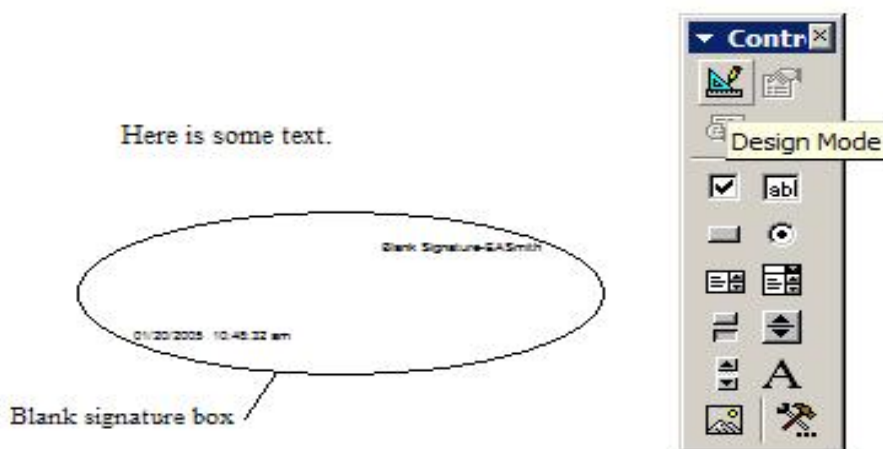 Contr
Design Mode
Here is some text.
abl
Blank Signature-EASmith
01/20/2005 10:45:32 am
Blank signature box
A